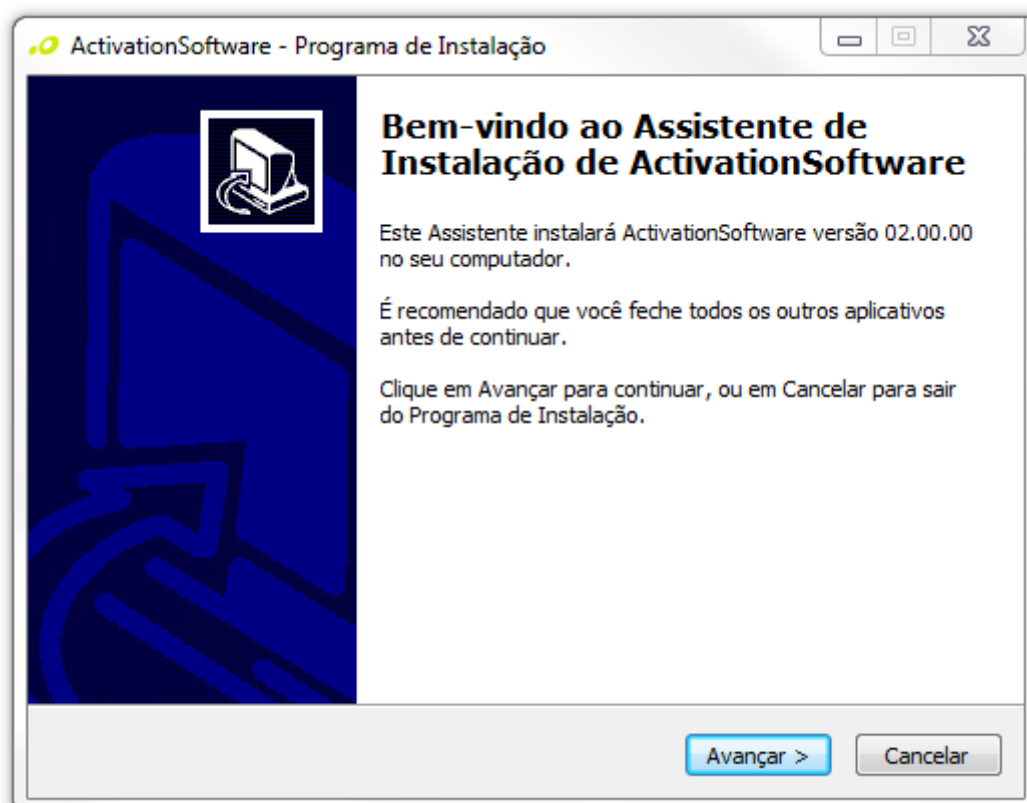 ActivationSoftware - Programa de Instalação
Bem-vindo ao Assistente de
Instalação de ActivationSoftware
Este Assistente instalará ActivationSoftware versão 02.00.00
no seu computador.
É recomendado que você feche todos os outros aplicativos
antes de continuar.
Clique em Avançar para continuar, ou em Cancelar para sair
do Programa de Instalação.
Avançar >
Cancelar